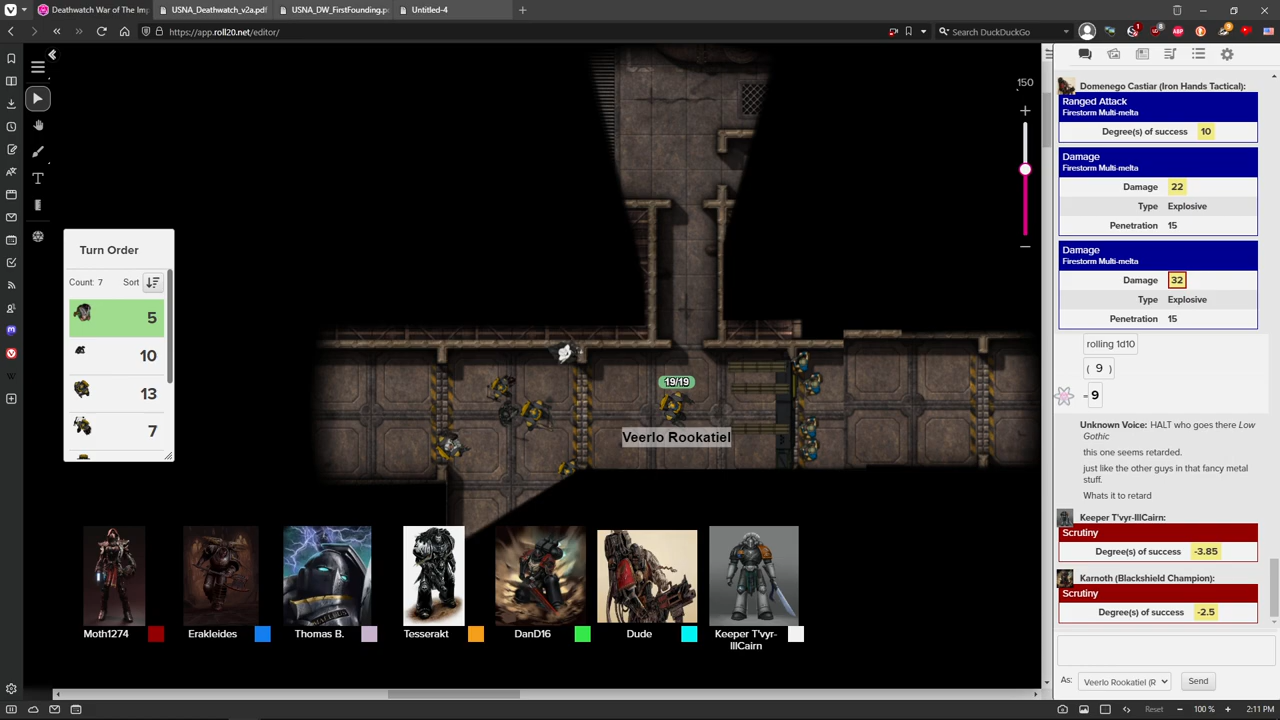 Deathwatch War of The Imp
USNA_Deathwatch_v2a.pdf
USNA_DW_FirstFounding.p
Untitled-4
https://app.roll20.net/editor/
Search DuckDuckGo
150
Turn Order
Count: 7 Sort
5
10
13
7
19/19
Veerlo Rookatiel
Moth1274
Erakleides
Thomas B.
Tesserakt
DanD16
Dude
Keeper T'vyr-
IllCairn
Domenego Castiar (Iron Hands Tactical):
Ranged Attack
Firestorm Multi-melta
Degree(s) of success 10
Damage
Firestorm Multi-melta
Damage 22
Type Explosive
Penetration 15
Damage
Firestorm Multi-melta
Damage 32
Type Explosive
Penetration 15
rolling 1d10
( 9 )
=9
Unknown Voice: HALT who goes there Low
Gothic
this one seems retarded.
just like the other guys in that fancy metal
stuff.
Whats it to retard
Keeper T'vyr-IllCairn:
Scrutiny
Degree(s) of success -3.85
Karnoth (Blackshield Champion):
Scrutiny
Degree(s) of success -2.5
As: Veerlo Rookatiel (R
Send
Reset 100 % 2:11 PM